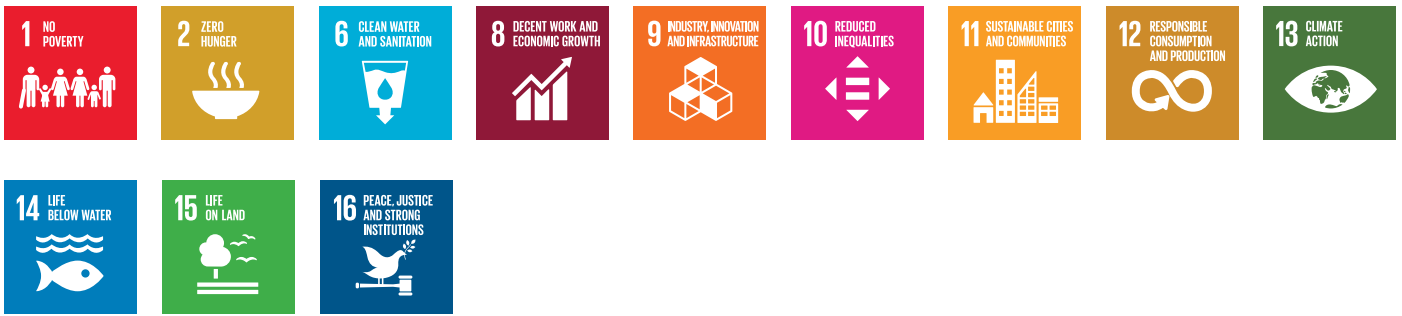 1 NO
POVERTY
2 ZERO
HUNGER
6 CLEAN WATER
AND SANITATION
8 DECENT WORK AND
ECONOMIC GROWTH
9 INDUSTRY, INNOVATION
AND INFRASTRUCTURE
10 REDUCED
INEQUALITIES
11 SUSTAINABLE CITIES
AND COMMUNITIES
12 RESPONSIBLE
CONSUMPTION
AND PRODUCTION
13 CLIMATE
ACTION
14 LIFE
BELOW WATER
15 LIFE
ON LAND
16 PEACE, JUSTICE
AND STRONG
INSTITUTIONS